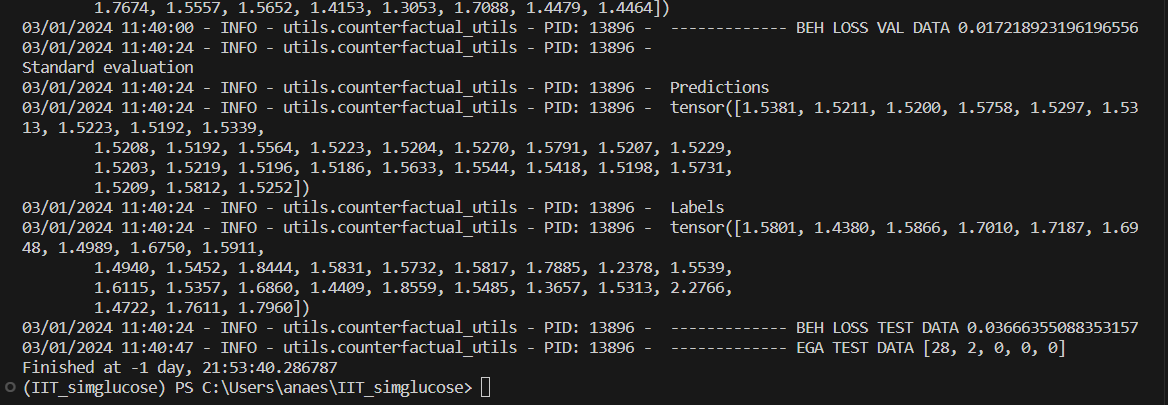 1.7674, 1.5557, 1.5652, 1.4153, 1.3053, 1.7088, 1.4479, 1.4464])
03/01/2024 11:40:00 - INFO - utils.counterfactual_utils - PID: 13896 -  ------------- BEH LOSS VAL DATA 0.017218923196196556
03/01/2024 11:40:24 - INFO - utils.counterfactual_utils - PID: 13896 -
Standard evaluation
03/01/2024 11:40:24 - INFO - utils.counterfactual_utils - PID: 13896 -  Predictions
03/01/2024 11:40:24 - INFO - utils.counterfactual_utils - PID: 13896 -  tensor([1.5381, 1.5211, 1.5200, 1.5758, 1.5297, 1.53
13, 1.5223, 1.5192, 1.5339,
1.5208, 1.5192, 1.5564, 1.5223, 1.5204, 1.5270, 1.5791, 1.5207, 1.5229,
1.5203, 1.5219, 1.5196, 1.5186, 1.5633, 1.5544, 1.5418, 1.5198, 1.5731,
1.5209, 1.5812, 1.5252])
03/01/2024 11:40:24 - INFO - utils.counterfactual_utils - PID: 13896 -  Labels
03/01/2024 11:40:24 - INFO - utils.counterfactual_utils - PID: 13896 -  tensor([1.5801, 1.4380, 1.5866, 1.7010, 1.7187, 1.69
48, 1.4989, 1.6750, 1.5911,
1.4940, 1.5452, 1.8444, 1.5831, 1.5732, 1.5817, 1.7885, 1.2378, 1.5539,
1.6115, 1.5357, 1.6860, 1.4409, 1.8559, 1.5485, 1.3657, 1.5313, 2.2766,
1.4722, 1.7611, 1.7960])
03/01/2024 11:40:24 - INFO - utils.counterfactual_utils - PID: 13896 -  ------------- BEH LOSS TEST DATA 0.03666355088353157
03/01/2024 11:40:47 - INFO - utils.counterfactual_utils - PID: 13896 -  ------------- EGA TEST DATA [28, 2, 0, 0, 0]
Finished at -1 day, 21:53:40.286787
(IIT_simglucose) PS C:\Users\anaes\IIT_simglucose>